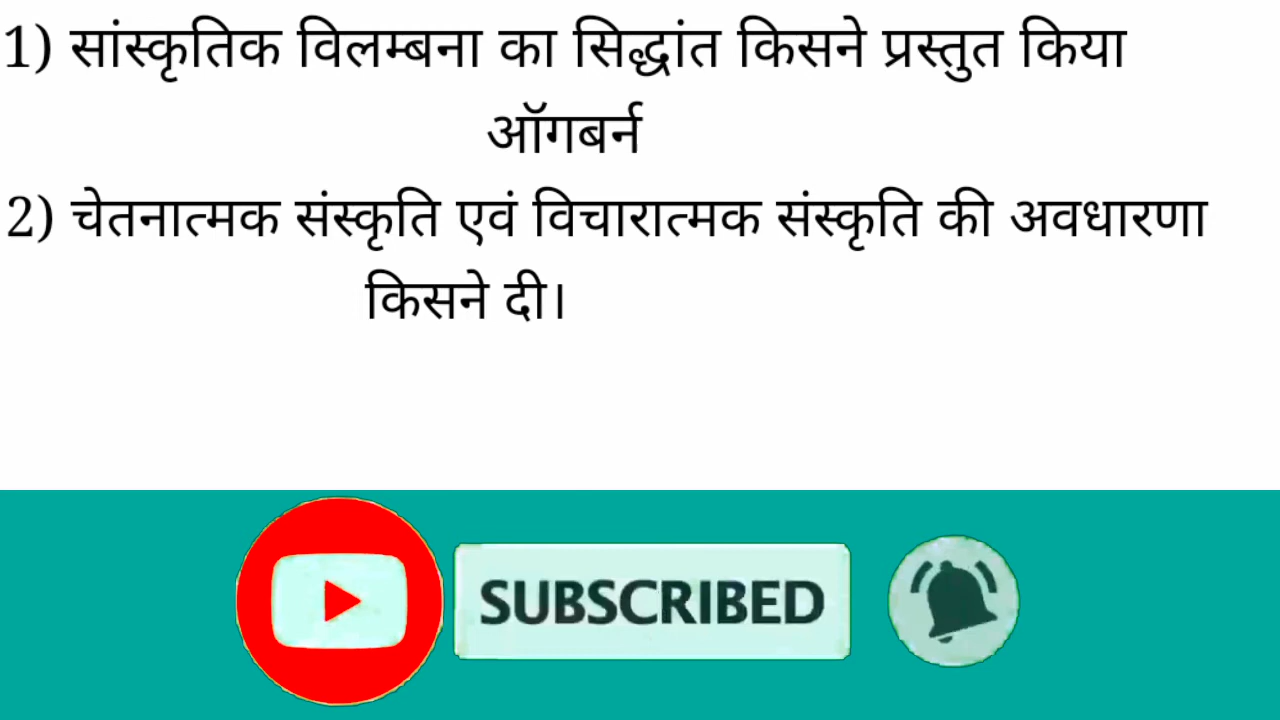 1) सांस्कृतिक विलम्बना का सिद्धांत किसने प्रस्तुत किया
ऑगबर्न
2) चेतनात्मक संस्कृति एवं विचारात्मक संस्कृति की अवधारणा
किसने दी।
SUBSCRIBED